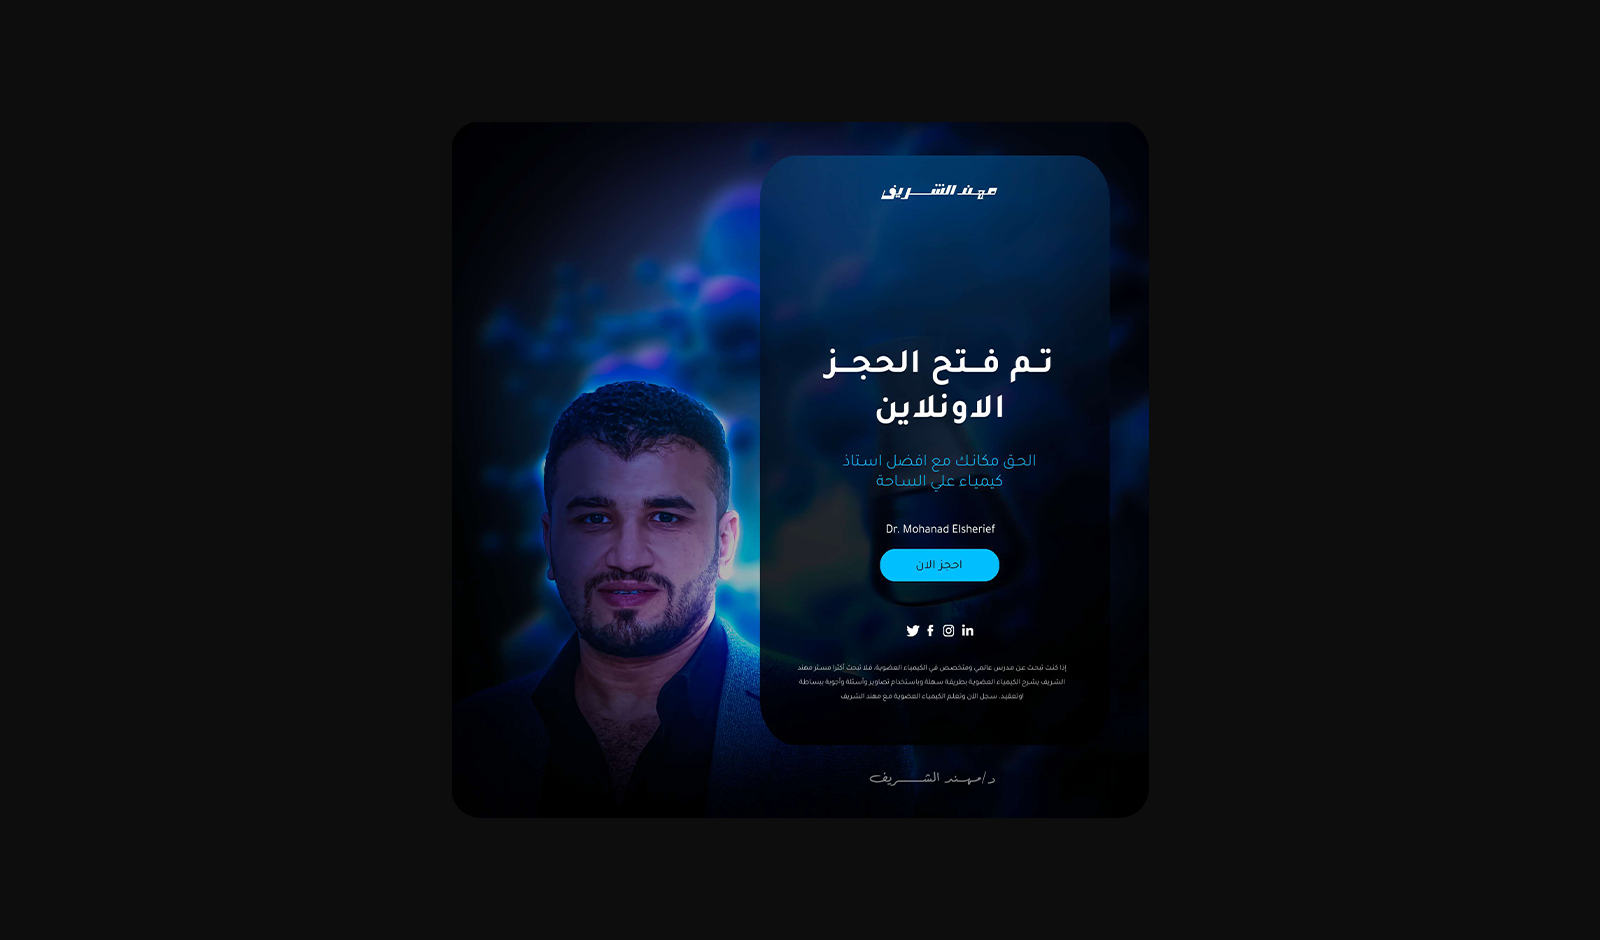 مهند الشريف
تم فتح الحجز
الاونلاين
الحق مكانك مع افضل استاذ
كيمياء علي الساحة
Dr. Mohanad Elsherief
احجز الان
إذا كنت تبحث عن مدرس عالمي ومتخصص في الكيمياء العضوية، فلا تبحث أكثر! مستر مهند
الشريف يشرح الكيمياء العضوية بطريقة سهلة وباستخدام تصاوير وأسئلة وأجوبة ببساطة
وتعقيد. سجل الآن وتعلم الكيمياء العضوية مع مهند الشريف!
د/مهند الشريف